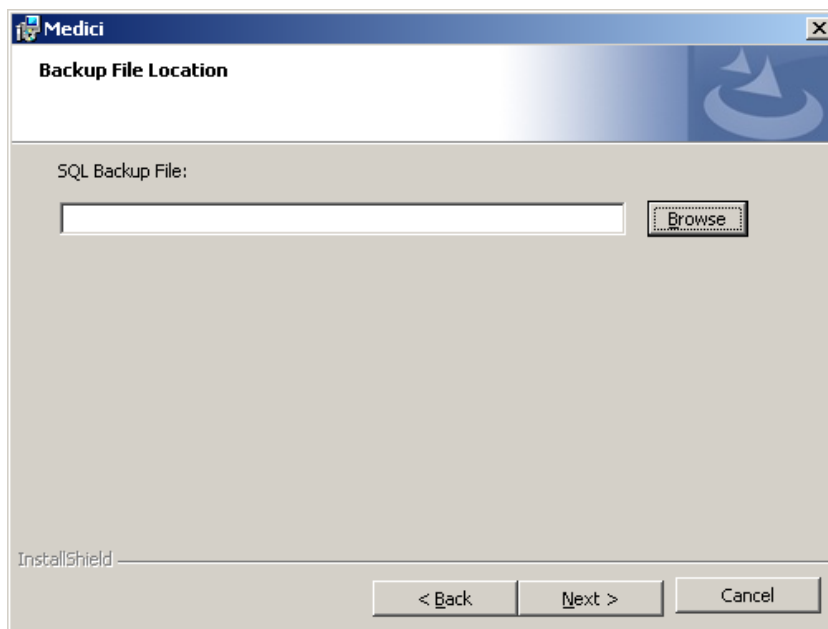 Medici
Backup File Location
SQL Backup File:
Browse
InstallShield
< Back
Next >
Cancel